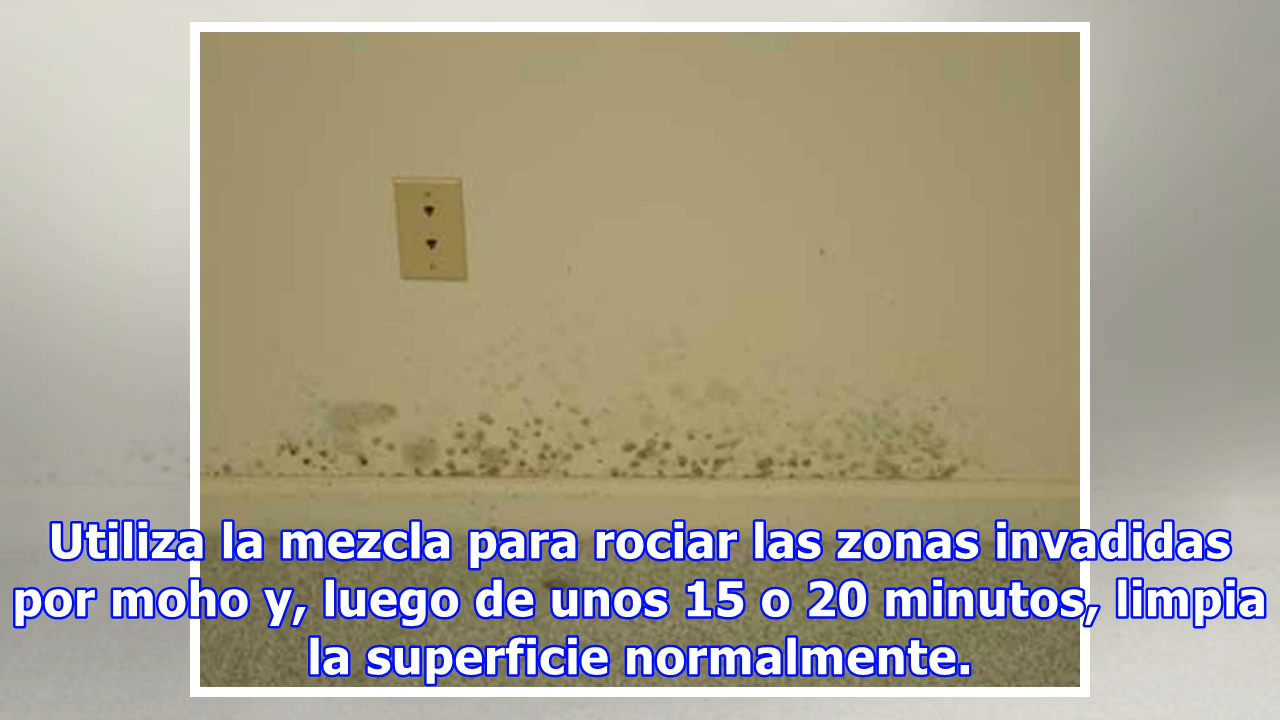 Utiliza la mezcla para rociar las zonas invadidas
por moho y, luego de unos 15 o 20 minutos, limpia
la superficie normalmente.